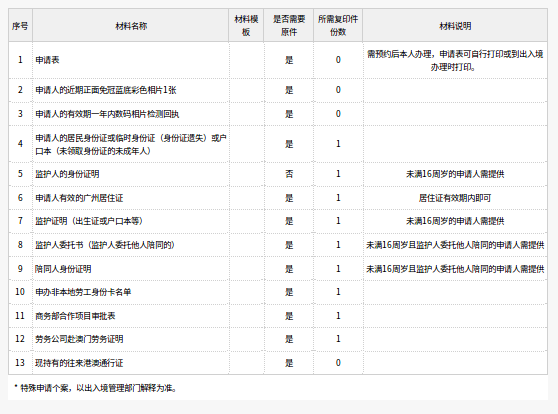 序号 材料名称 材料模板 是否需要原件 所需复印件份数 材料说明
1 申请表 是 0 需预约后本人办理，申请表可自行打印或到出入境办理时打印。
2 申请人的近期正面免冠蓝底彩色相片1张 是 0
3 申请人的有效期一年内数码相片检测回执 是 0
4 申请人的居民身份证或临时身份证（身份证遗失）或户口本（未领取身份证的未成年人） 是 1
5 监护人的身份证明 否 1 未满16周岁的申请人需提供
6 申请人有效的广州居住证 是 1 居住证有效期内即可
7 监护证明（出生证或户口本等） 是 1 未满16周岁的申请人需提供
8 监护人委托书（监护人委托他人陪同的） 是 1 未满16周岁且监护人委托他人陪同的申请人需提供
9 陪同人身份证明 是 1 未满16周岁且监护人委托他人陪同的申请人需提供
10 申办非本地劳工身份卡名单 是 1
11 商务部合作项目审批表 是 1
12 劳务公司赴澳门劳务证明 是 1
13 现持有的往来港澳通行证 是 0
* 特殊申请个案，以出入境管理部门解释为准。